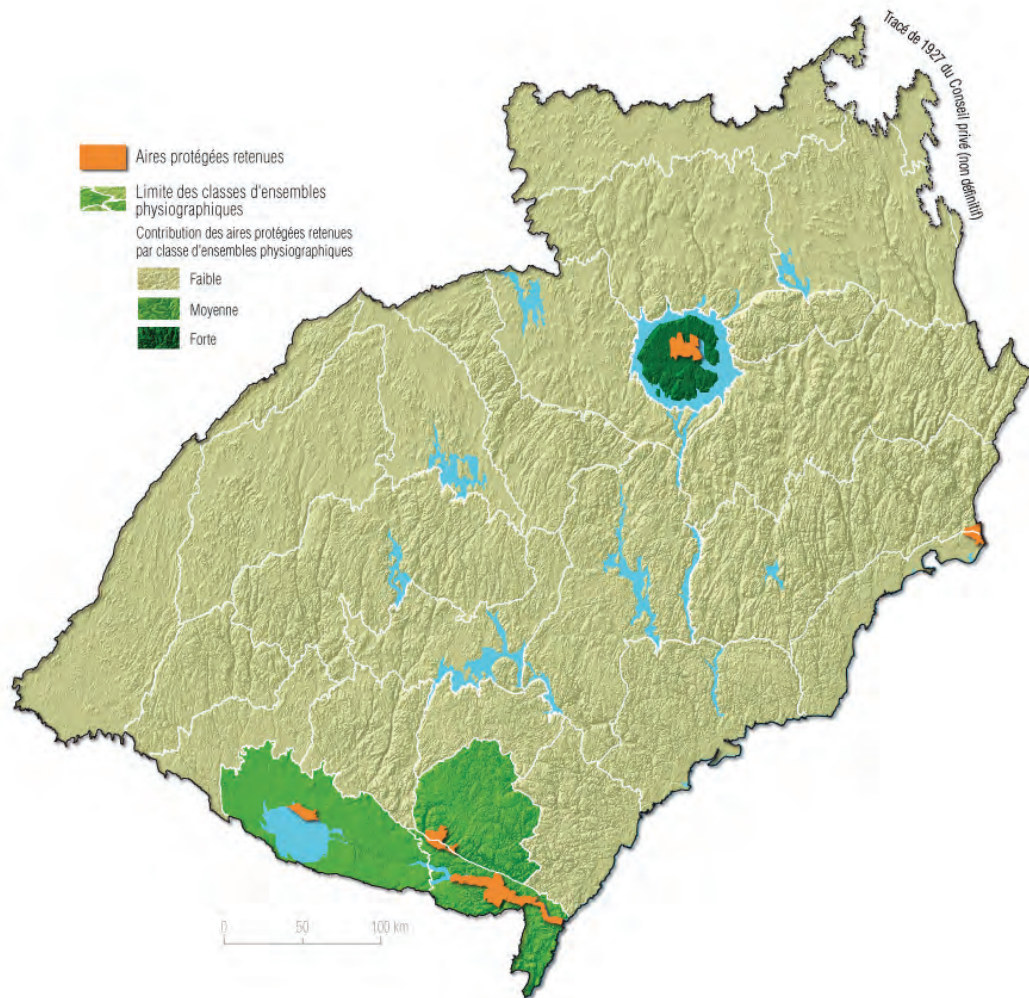 Tracé de 1927 du Conseil privé (non définitif)
Aires protégées retenues
Limite des classes d'ensembles
physiographiques
Contribution des aires protégées retenues
par classe d'ensembles physiographiques
Faible
Moyenne
Forte
0 50 100 km